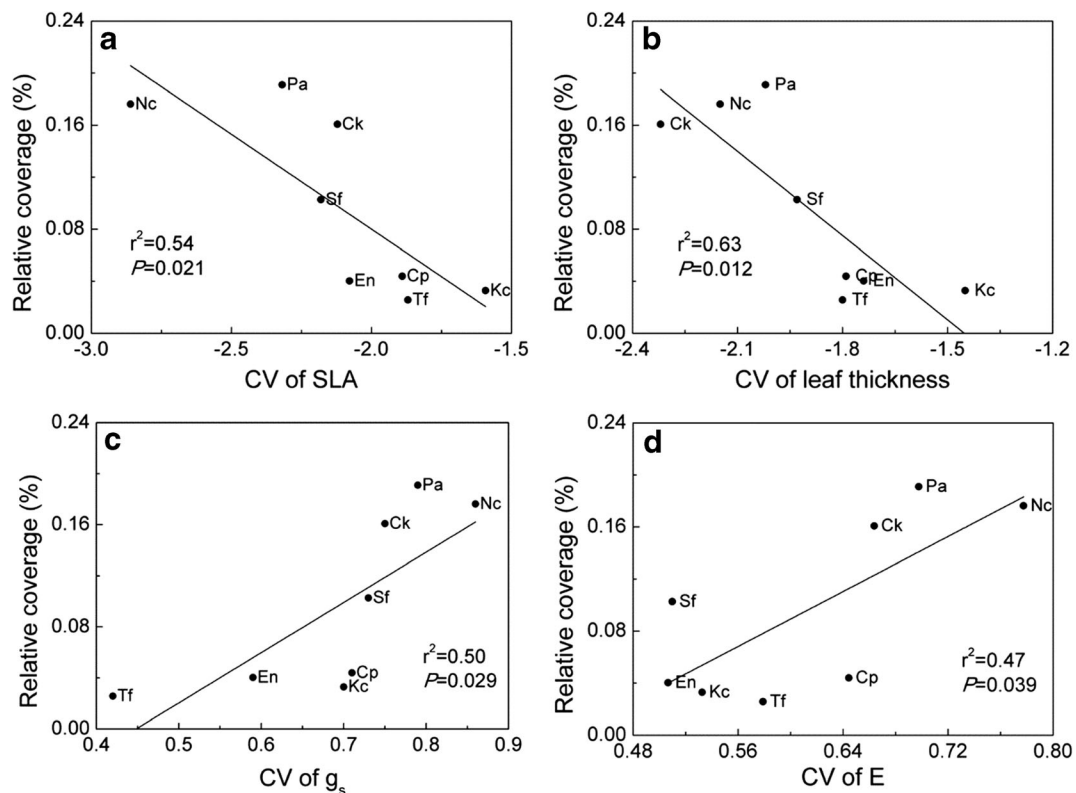 a
0.24
0.16
0.08
0.00
Relative coverage (%)
Pa
Nc
Ck
Sf
En
Cp
Tf
Kc
r²=0.54
P=0.021
-3.0 -2.5 -2.0 -1.5
CV of SLA
b
0.24
0.16
0.08
0.00
Relative coverage (%)
Pa
Nc
Ck
Sf
Cp
En
Tf
Kc
r²=0.63
P=0.012
-2.4 -2.1 -1.8 -1.5 -1.2
CV of leaf thickness
c
0.24
0.16
0.08
0.00
Relative coverage (%)
Pa
Nc
Ck
Sf
En
Cp
Kc
Tf
r²=0.50
P=0.029
0.4 0.5 0.6 0.7 0.8 0.9
CV of gₛ
d
0.24
0.16
0.08
0.00
Relative coverage (%)
Pa
Nc
Ck
Sf
En
Kc
Tf
Cp
r²=0.47
P=0.039
0.48 0.56 0.64 0.72 0.80
CV of E